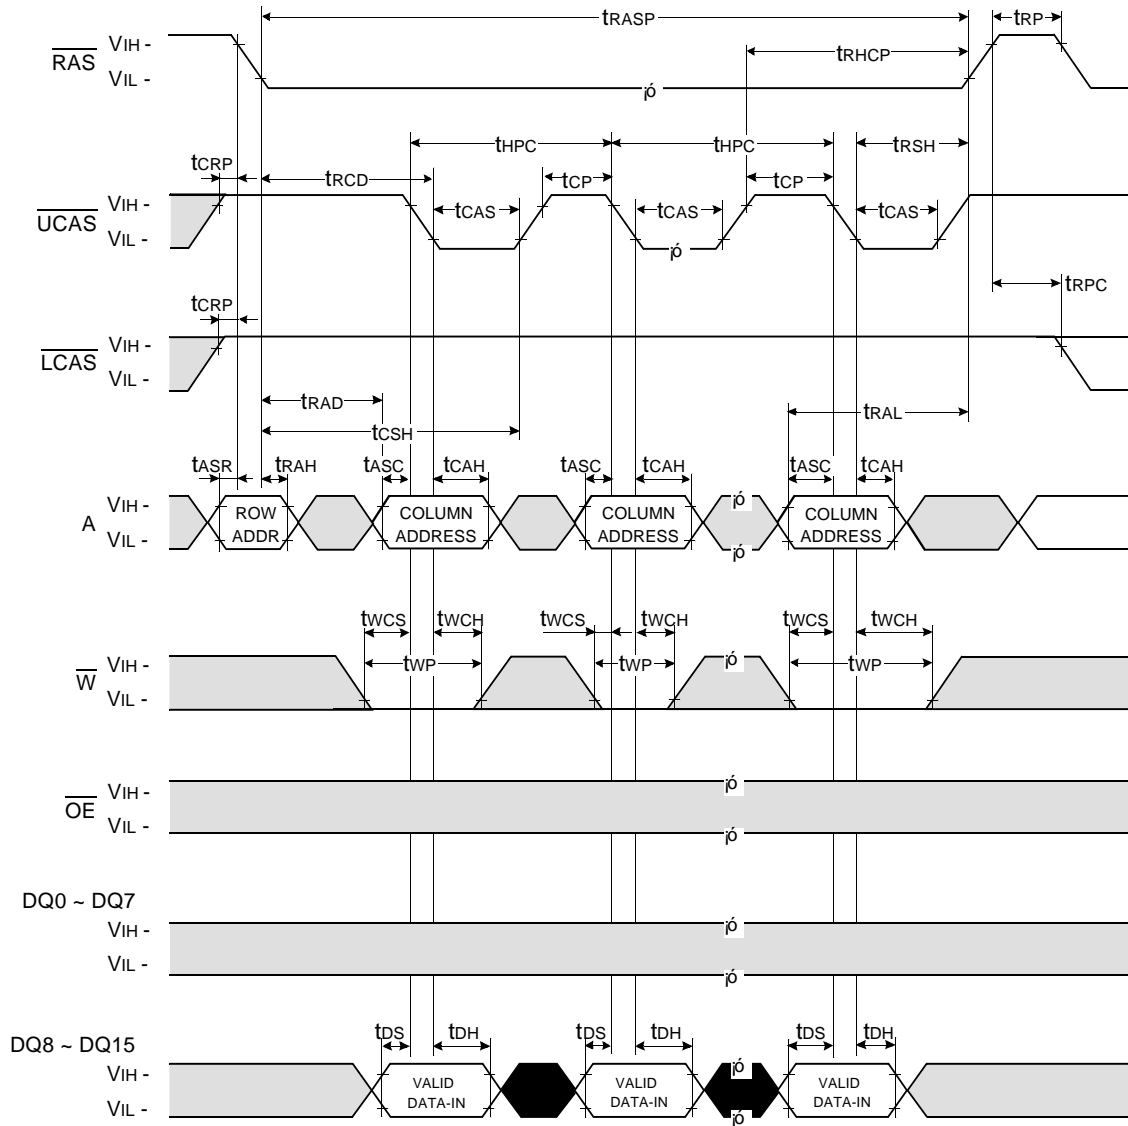 tRASP
tRP
RAS
VIH -
VIL -
tRHCP
¡ó
tHPC
tHPC
tRSH
tCRP
tRCD
tCP
tCP
UCAS
VIH -
VIL -
tCAS
tCAS
tCAS
¡ó
tRPC
tCRP
LCAS
VIH -
VIL -
tRAD
tCSH
tRAL
tASR
tRAH
tASC
tCAH
tASC
tCAH
tASC
tCAH
A
VIH -
VIL -
ROW
ADDR
COLUMN
ADDRESS
COLUMN
ADDRESS
¡ó
¡ó
COLUMN
ADDRESS
tWCS
tWCH
tWCS
tWCH
tWCS
tWCH
tWP
tWP
tWP
W
VIH -
VIL -
¡ó
OE
VIH -
VIL -
¡ó
¡ó
DQ0 ~ DQ7
VIH -
VIL -
¡ó
¡ó
DQ8 ~ DQ15
tDS
tDH
tDS
tDH
tDS
tDH
VIH -
VIL -
VALID
DATA-IN
VALID
DATA-IN
¡ó
¡ó
VALID
DATA-IN